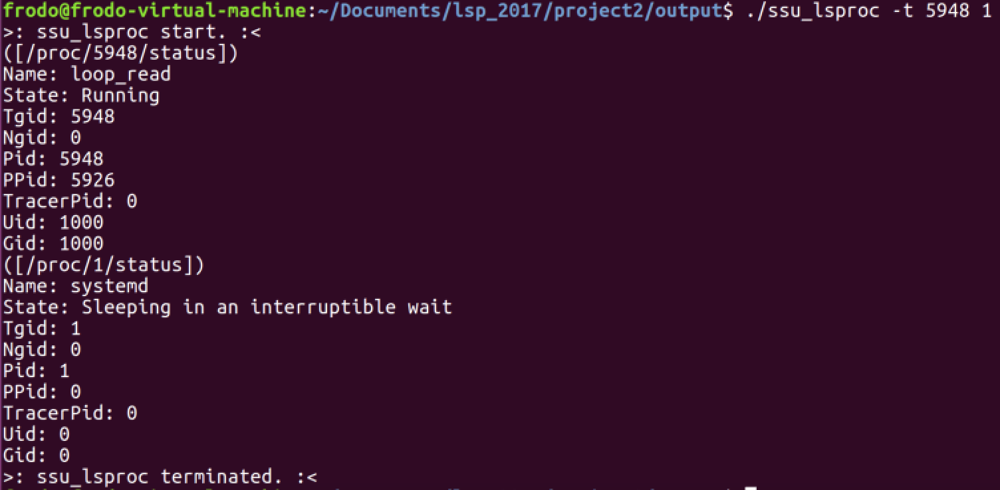 frodo@frodo-virtual-machine:~/Documents/lsp_2017/project2/output$ ./ssu_lsproc -t 5948 1
>: ssu_lsproc start. :<
([/proc/5948/status])
Name: loop_read
State: Running
Tgid: 5948
Ngid: 0
Pid: 5948
PPid: 5926
TracerPid: 0
Uid: 1000
Gid: 1000
([/proc/1/status])
Name: systemd
State: Sleeping in an interruptible wait
Tgid: 1
Ngid: 0
Pid: 1
PPid: 0
TracerPid: 0
Uid: 0
Gid: 0
>: ssu_lsproc terminated. :<